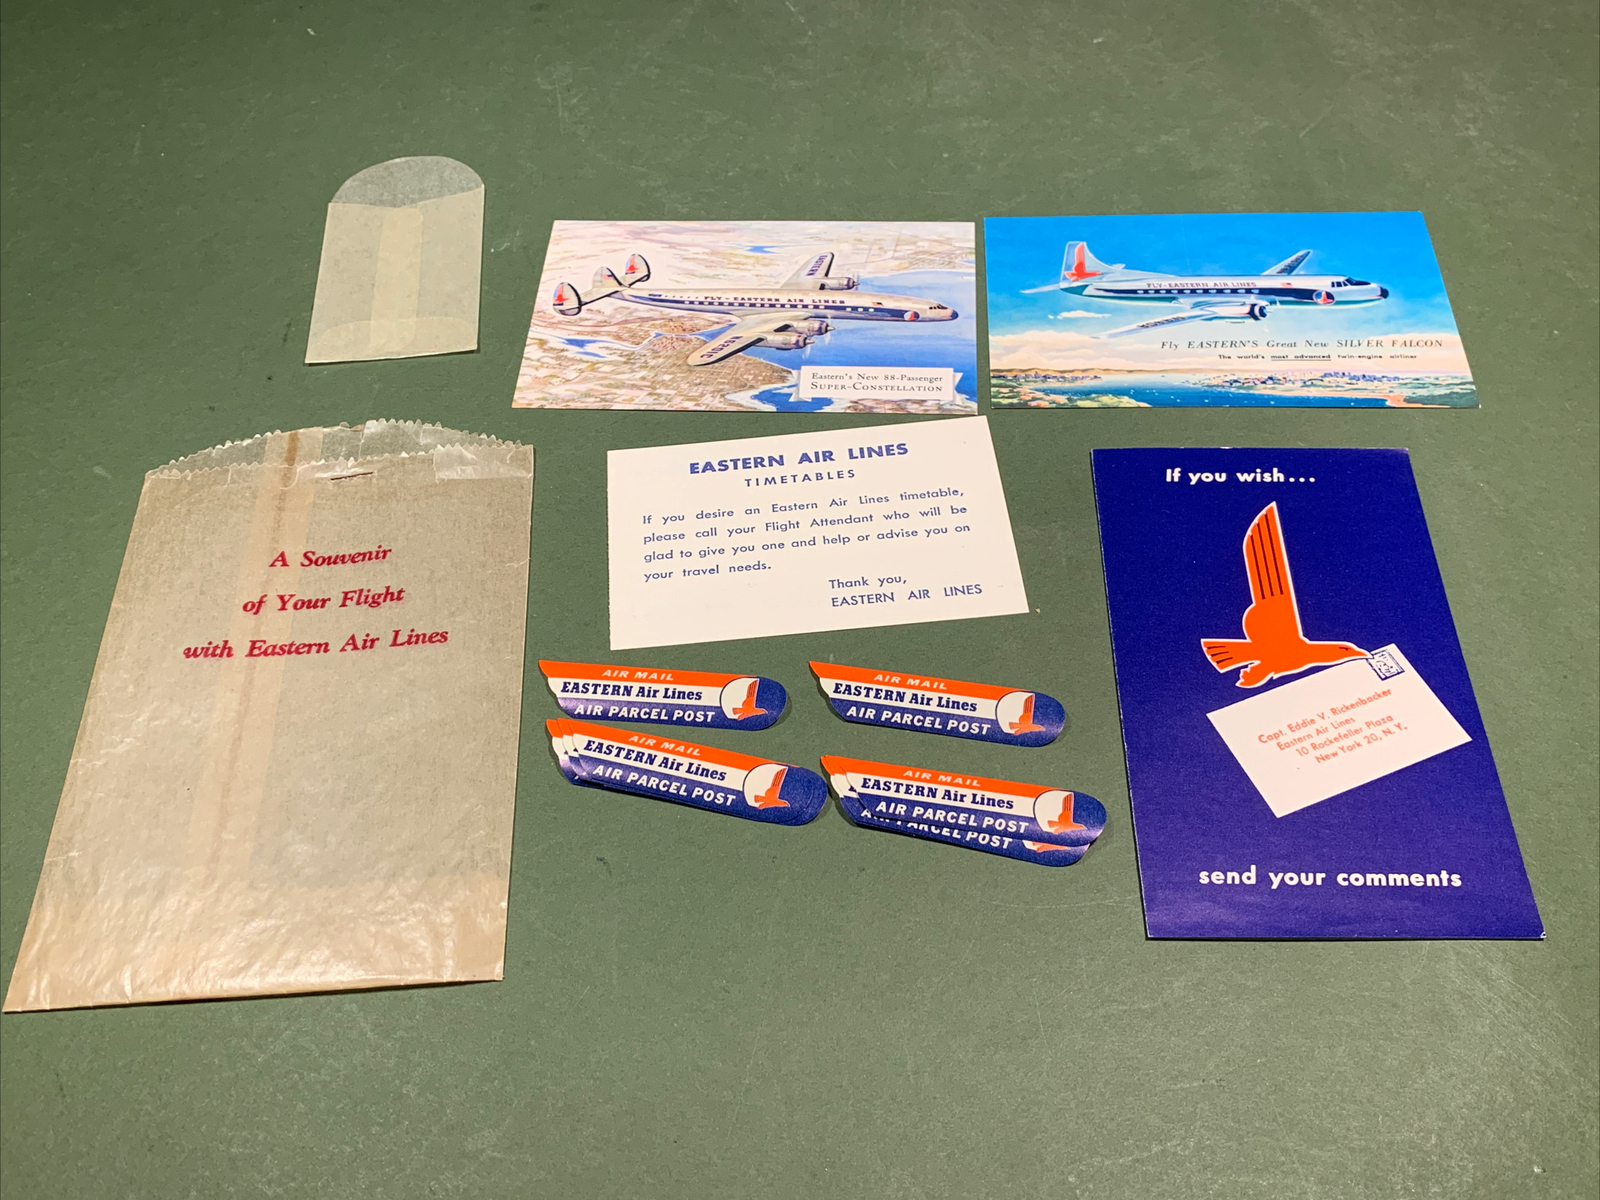 FLY - EASTERN AIR LINES
EASTERN
Eastern's New 88-Passenger
SUPER-CONSTELLATION
FLY-EASTERN AIR LINES
Fly EASTERN'S Great New SILVER FALCON
The world's most advanced twin-engine airliner
A Souvenir
of Your Flight
with Eastern Air Lines
EASTERN AIR LINES
TIMETABLES
If you desire an Eastern Air Lines timetable,
please call your Flight Attendant who will be
glad to give you one and help or advise you on
your travel needs.
Thank you,
EASTERN AIR LINES
If you wish...
Capt. Eddie V. Rickenbacker
Eastern Air Lines
10 Rockefeller Plaza
New York 20, N. Y.
send your comments
AIR MAIL
EASTERN Air Lines
AIR PARCEL POST
AIR MAIL
EASTERN Air Lines
AIR PARCEL POST
AIR MAIL
EASTERN Air Lines
AIR PARCEL POST
AIR MAIL
EASTERN Air Lines
AIR PARCEL POST
AIR PARCEL POST